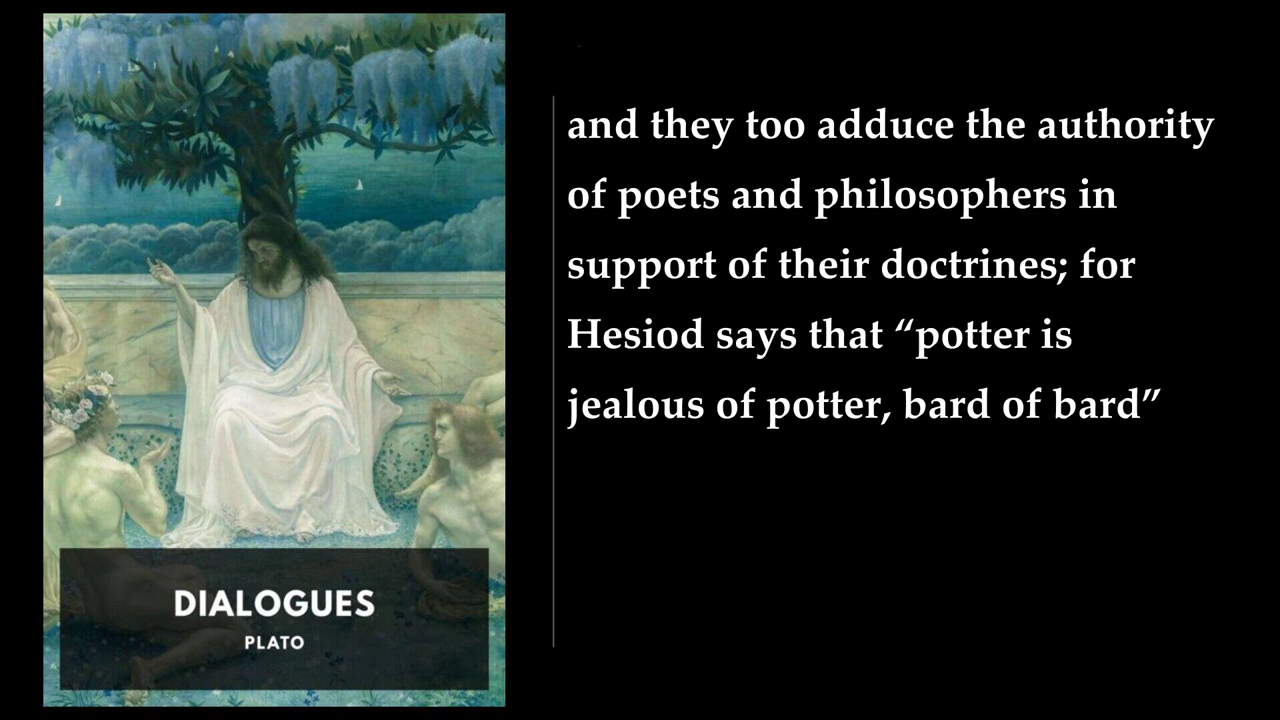 and they too adduce the authority
of poets and philosophers in
support of their doctrines; for
Hesiod says that “potter is
jealous of potter, bard of bard”
DIALOGUES
PLATO